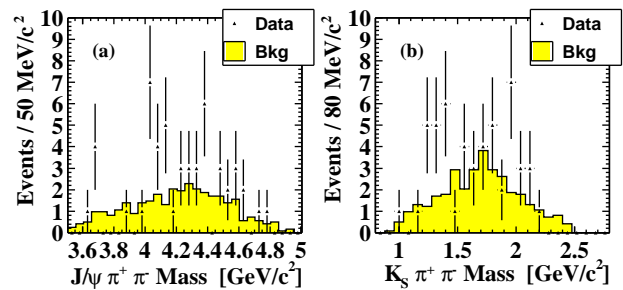 Events / 50 MeV/c²
10
9
8
7
6
5
4
3
2
1
0
(a)
Data
Bkg
3.6 3.8 4 4.2 4.4 4.6 4.8 5
J/ψ π⁺ π⁻ Mass [GeV/c²]
Events / 80 MeV/c²
10
9
8
7
6
5
4
3
2
1
0
(b)
Data
Bkg
1 1.5 2 2.5
K_S π⁺ π⁻ Mass [GeV/c²]